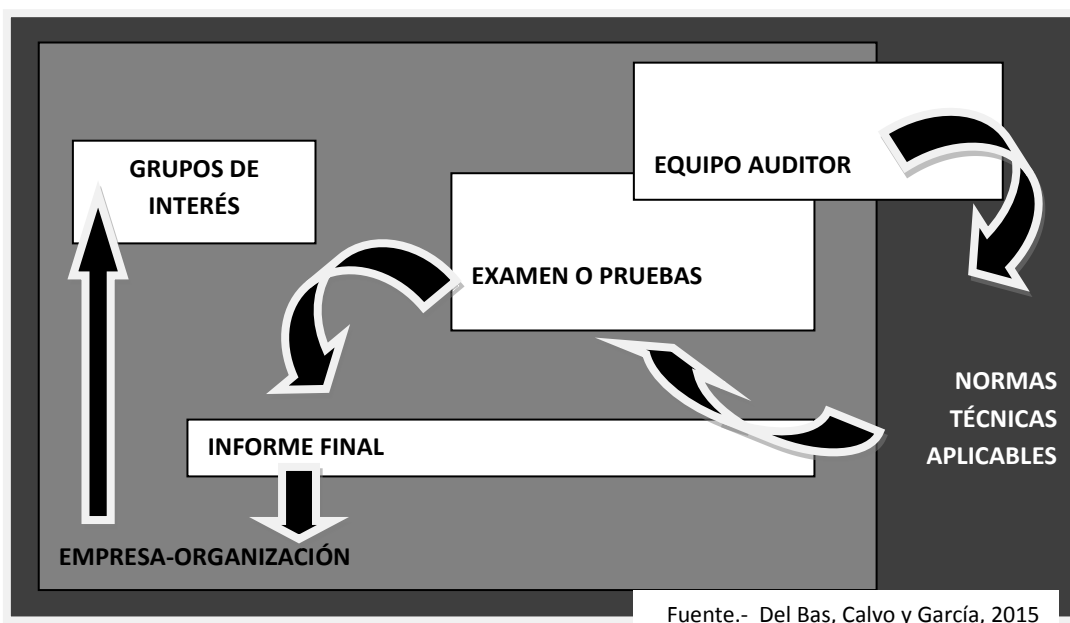 GRUPOS DE
INTERÉS
EQUIPO AUDITOR
EXAMEN O PRUEBAS
NORMAS
TÉCNICAS
APLICABLES
INFORME FINAL
EMPRESA-ORGANIZACIÓN
Fuente.- Del Bas, Calvo y García, 2015